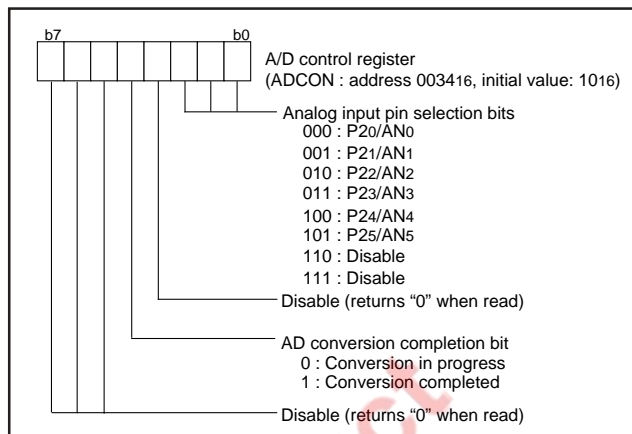 b7 b0
A/D control register
(ADCON : address 003416, initial value: 1016)
Analog input pin selection bits
000 : P20/AN0
001 : P21/AN1
010 : P22/AN2
011 : P23/AN3
100 : P24/AN4
101 : P25/AN5
110 : Disable
111 : Disable
Disable (returns “0” when read)
AD conversion completion bit
0 : Conversion in progress
1 : Conversion completed
Disable (returns “0” when read)